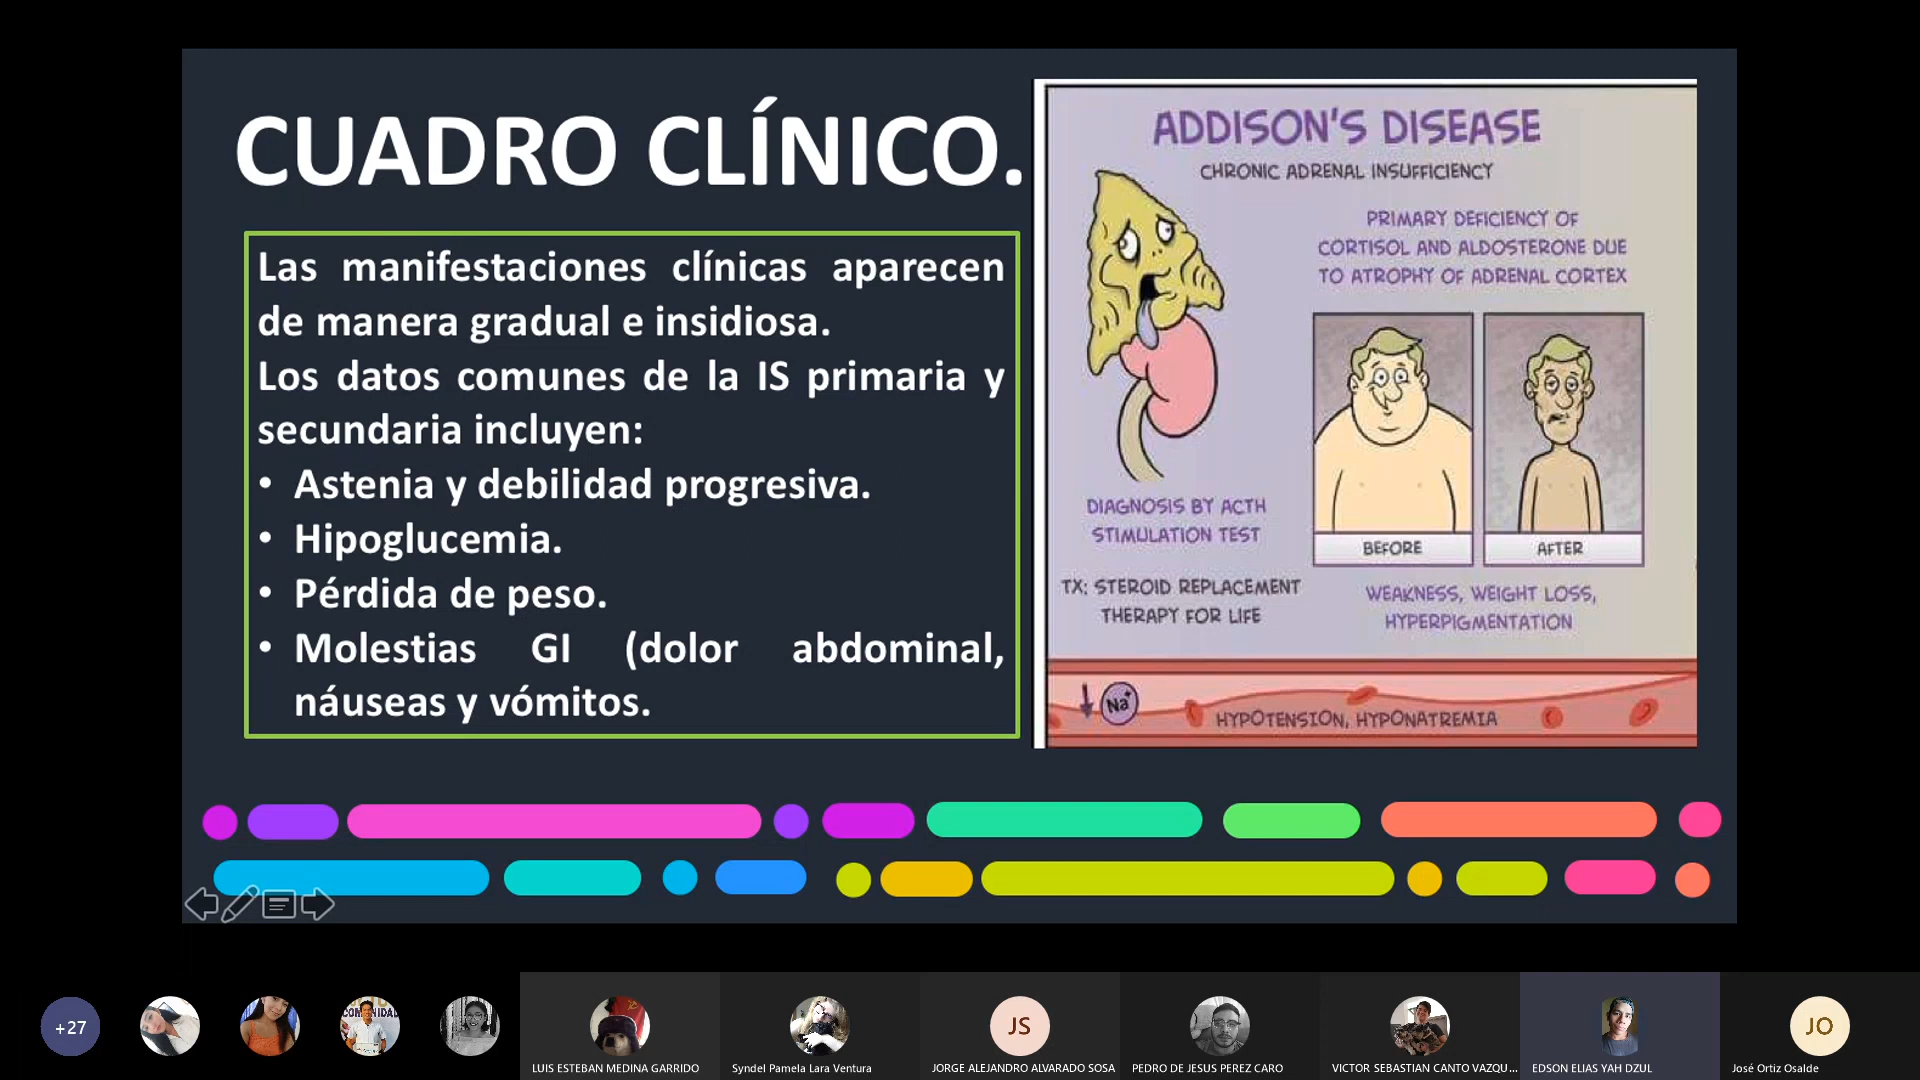 CUADRO CLÍNICO.
Las manifestaciones clínicas aparecen
de manera gradual e insidiosa.
Los datos comunes de la IS primaria y
secundaria incluyen:
• Astenia y debilidad progresiva.
• Hipoglucemia.
• Pérdida de peso.
• Molestias GI (dolor abdominal,
náuseas y vómitos.
ADDISON'S DISEASE
CHRONIC ADRENAL INSUFFICIENCY
PRIMARY DEFICIENCY OF
CORTISOL AND ALDOSTERONE DUE
TO ATROPHY OF ADRENAL CORTEX
DIAGNOSIS BY ACTH
STIMULATION TEST
BEFORE
AFTER
TX: STEROID REPLACEMENT
THERAPY FOR LIFE
WEAKNESS, WEIGHT LOSS,
HYPERPIGMENTATION
Na+
HYPOTENSION, HYPONATREMIA
+27
JS
JO
LUIS ESTEBAN MEDINA GARRIDO
Syndel Pamela Lara Ventura
JORGE ALEJANDRO ALVARADO SOSA
PEDRO DE JESUS PEREZ CARO
VICTOR SEBASTIAN CANTO VAZQU...
EDSON ELIAS YAH DZUL
José Ortiz Osalde